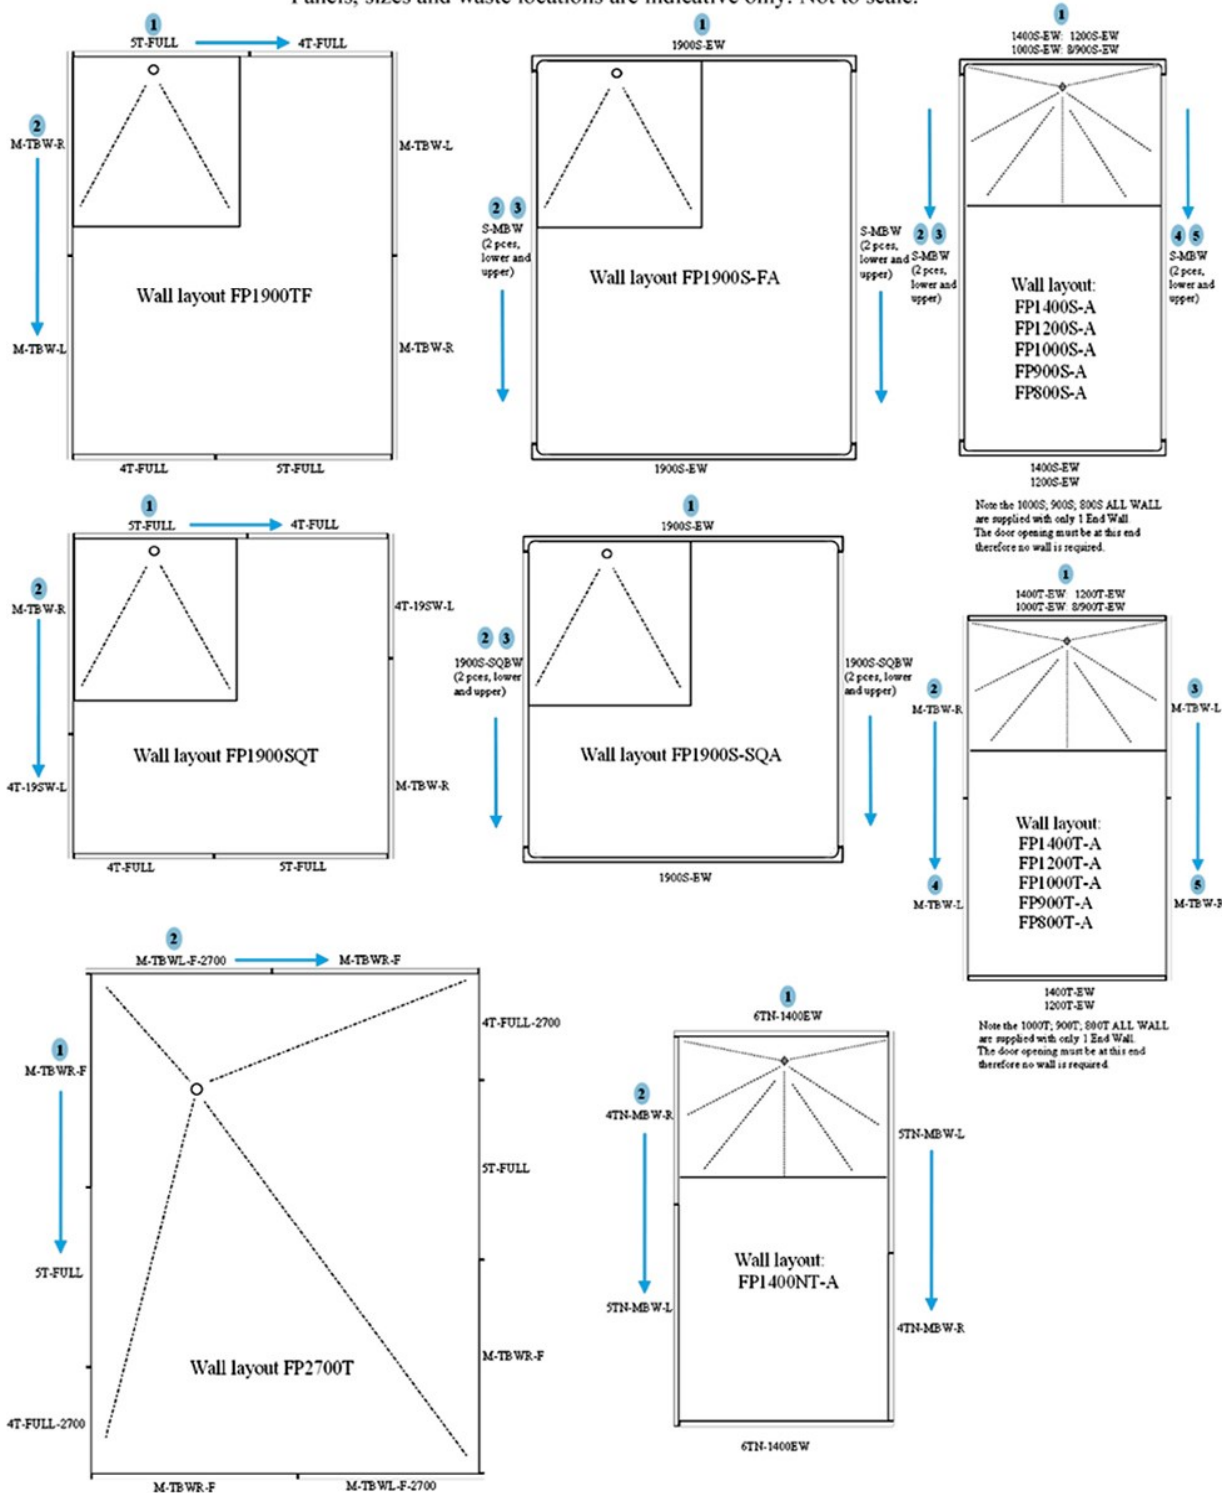 Panels, sizes and waste locations are indicative only. Not to scale.
1
5T-FULL
4T-FULL
2
M-TBW-R
M-TBW-L
M-TBW-L
M-TBW-R
Wall layout FP1900TF
4T-FULL
5T-FULL
1
1900S-EW
2 3
S-MBW
(2 pces,
lower and
upper)
S-MBW
(2 pces,
lower and
upper)
Wall layout FP1900S-FA
1900S-EW
1
1400S-EW: 1200S-EW
1000S-EW: 8/900S-EW
2 3
S-MBW
(2 pces,
lower and
upper)
4 5
S-MBW
(2 pces,
lower and
upper)
Wall layout:
FP1400S-A
FP1200S-A
FP1000S-A
FP900S-A
FP800S-A
1400S-EW
1200S-EW
Note the 1000S; 900S; 800S ALL WALL
are supplied with only 1 End Wall.
The door opening must be at this end
therefore no wall is required.
1
5T-FULL
4T-FULL
2
M-TBW-R
4T-19SW-L
4T-19SW-L
M-TBW-R
Wall layout FP1900SQT
4T-FULL
5T-FULL
1
1900S-EW
2 3
1900S-SQBW
(2 pces, lower
and upper)
1900S-SQBW
(2 pces, lower
and upper)
Wall layout FP1900S-SQA
1900S-EW
1
1400T-EW: 1200T-EW
1000T-EW: 8/900T-EW
2
M-TBW-R
3
M-TBW-L
4
M-TBW-L
5
M-TBW-R
Wall layout:
FP1400T-A
FP1200T-A
FP1000T-A
FP900T-A
FP800T-A
1400T-EW
1200T-EW
Note the 1000T; 900T; 800T ALL WALL
are supplied with only 1 End Wall.
The door opening must be at this end
therefore no wall is required
2
M-TBWL-F-2700
M-TBWR-F
1
M-TBWR-F
4T-FULL-2700
5T-FULL
5T-FULL
M-TBWR-F
4T-FULL-2700
Wall layout FP2700T
M-TBWR-F
M-TBWL-F-2700
1
6TN-1400EW
2
4TN-MBW-R
5TN-MBW-L
5TN-MBW-L
4TN-MBW-R
Wall layout:
FP1400NT-A
6TN-1400EW